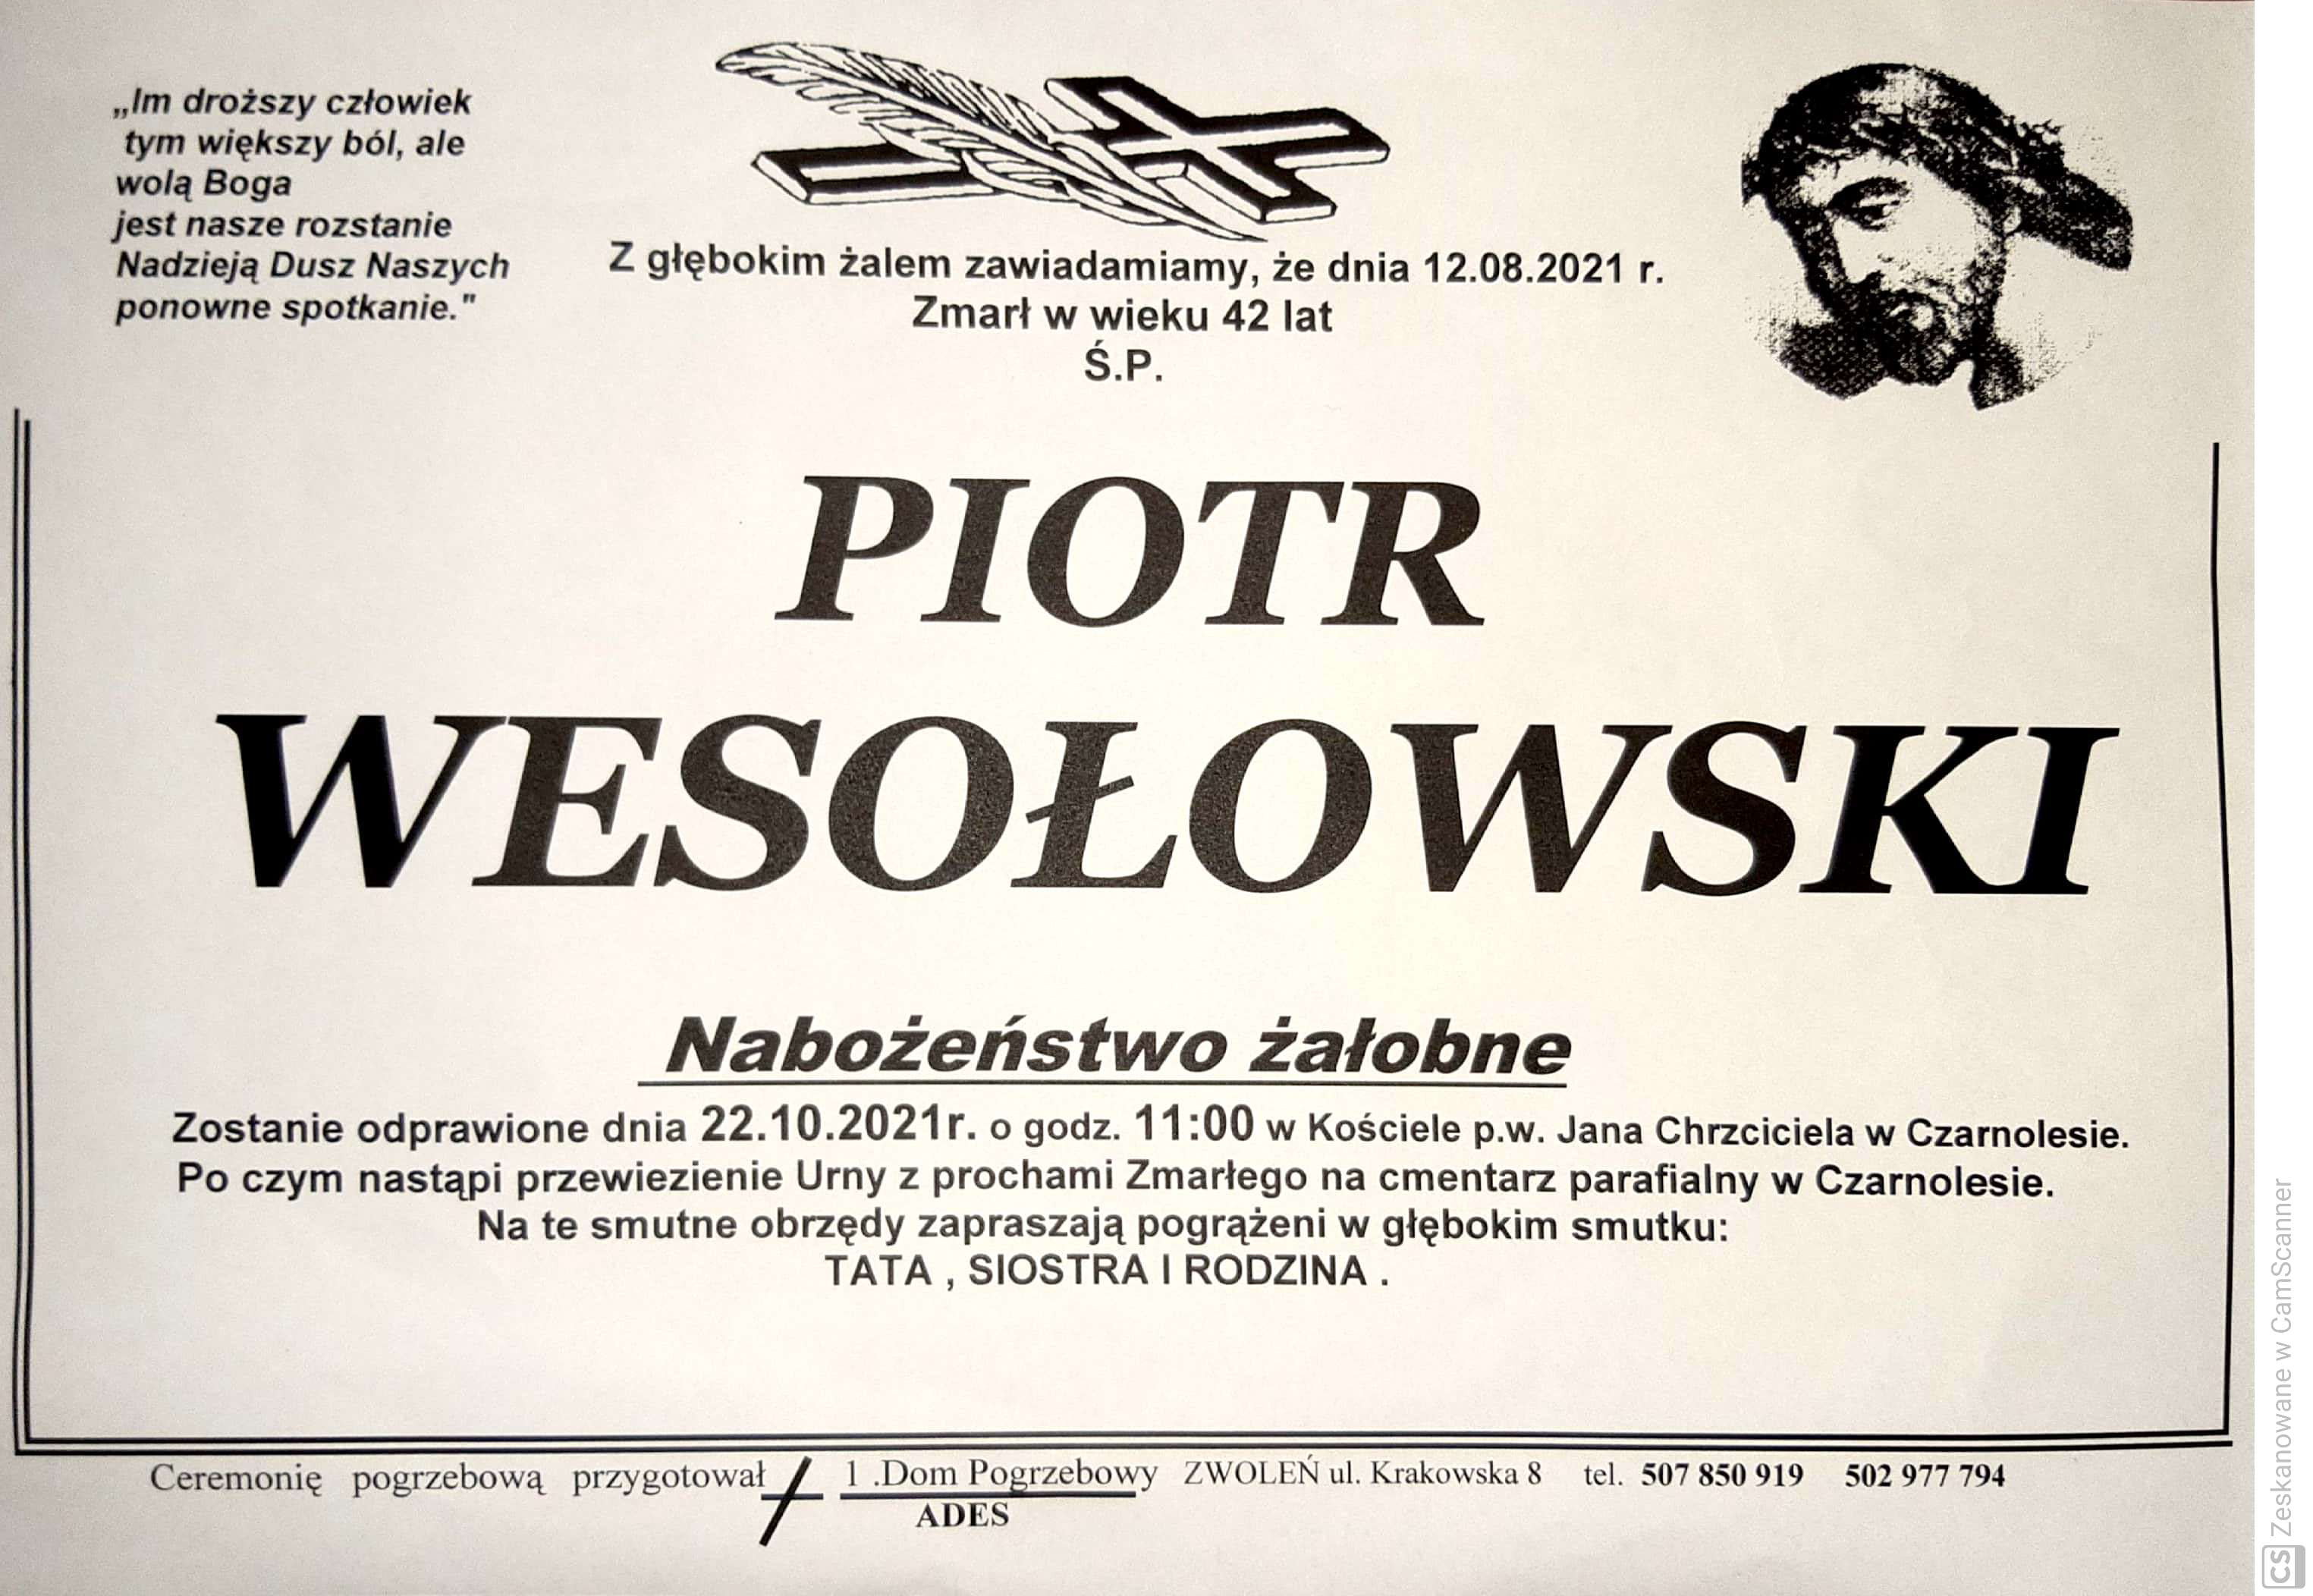 „Im droższy człowiek
tym większy ból, ale
wolą Boga
jest nasze rozstanie
Nadzieją Dusz Naszych
ponowne spotkanie."
Z głębokim żalem zawiadamiamy, że dnia 12.08.2021 r.
Zmarł w wieku 42 lat
Ś.P.
PIOTR
WESOŁOWSKI
Nabożeństwo żałobne
Zostanie odprawione dnia 22.10.2021r. o godz. 11:00 w Kościele p.w. Jana Chrzciciela w Czarnolesie.
Po czym nastąpi przewiezienie Urny z prochami Zmarłego na cmentarz parafialny w Czarnolesie.
Na te smutne obrzędy zapraszają pogrążeni w głębokim smutku:
TATA , SIOSTRA I RODZINA .
Ceremonię pogrzebową przygotował 1 .Dom Pogrzebowy ZWOLEŃ ul. Krakowska 8 tel. 507 850 919 502 977 794
ADES
CS Zeskanowane w CamScanner